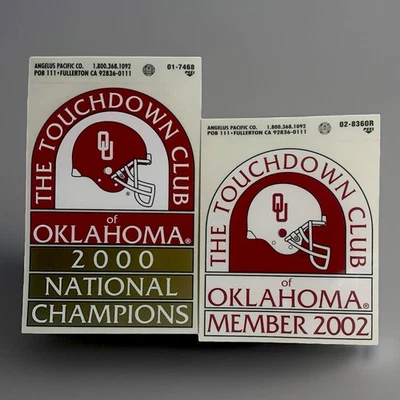 ANGELUS PACIFIC CO. 1.800.368.1092 01-7468
POB 111 • FULLERTON CA 92836-0111
THE TOUCHDOWN CLUB
OU
of
OKLAHOMA®
2000
NATIONAL
CHAMPIONS
ANGELUS PACIFIC CO. 1.800.368.1092 02-8360R
POB 111 • FULLERTON CA 92836-0111
THE TOUCHDOWN CLUB
OU
of
OKLAHOMA®
MEMBER 2002